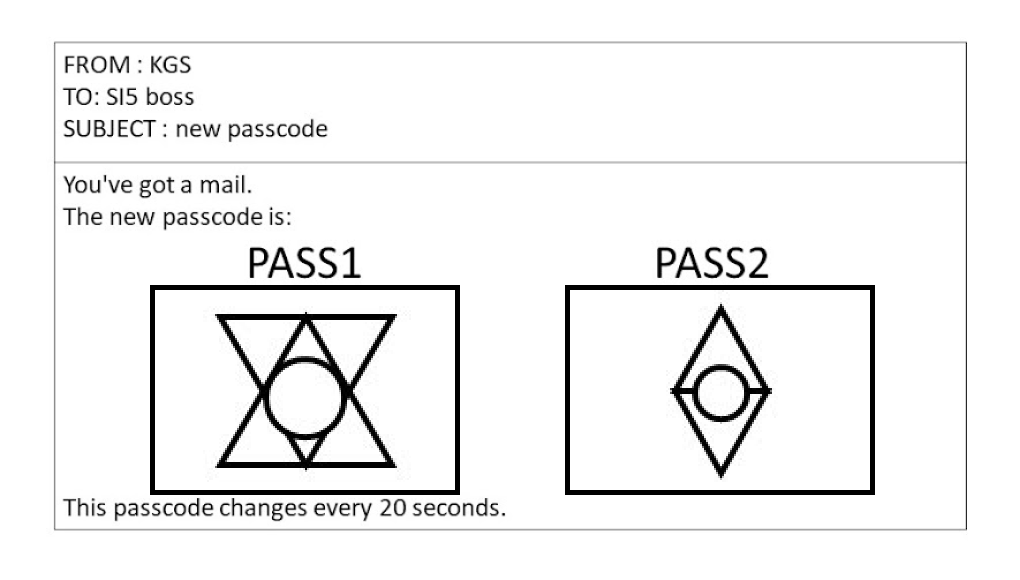 FROM : KGS
TO: SI5 boss
SUBJECT : new passcode
You've got a mail.
The new passcode is:
PASS1 PASS2
This passcode changes every 20 seconds.